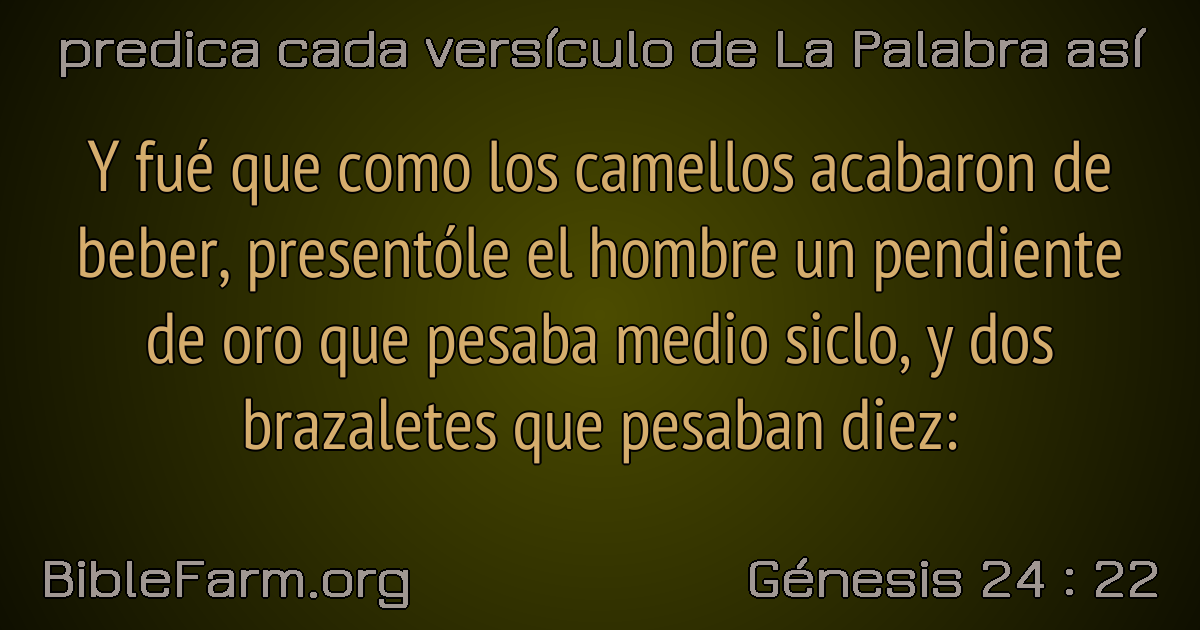 predica cada versículo de La Palabra así
Y fué que como los camellos acabaron de
beber, presentóle el hombre un pendiente
de oro que pesaba medio siclo, y dos
brazaletes que pesaban diez:
BibleFarm.org
Génesis 24 : 22